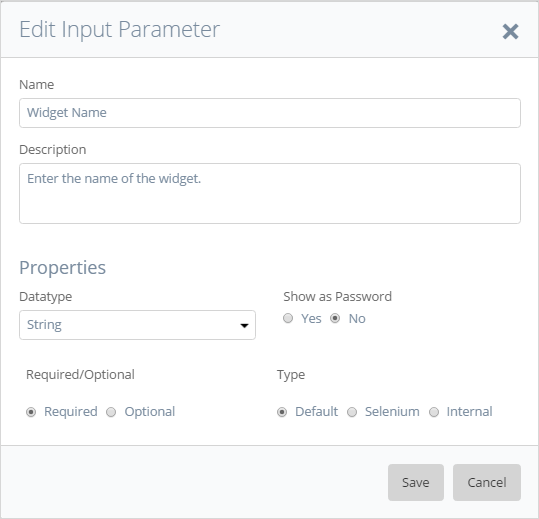 Edit Input Parameter
Name
Widget Name
Description
Enter the name of the widget.
Properties
Datatype
Show as Password
String
Yes No
Required/Optional
Type
Required Optional
Default Selenium Internal
Save Cancel